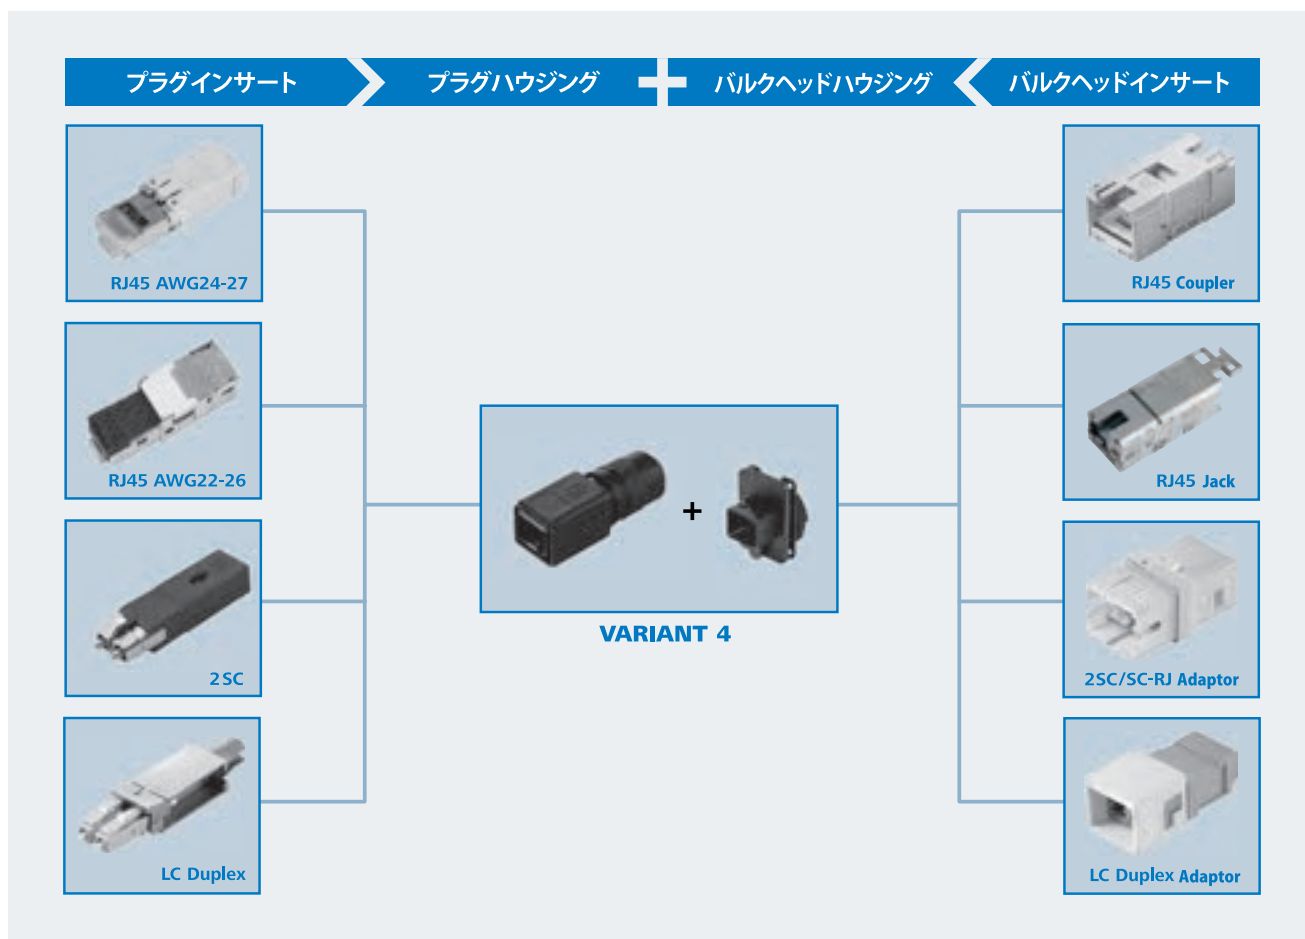 プラグインサート
プラグハウジング
バルクヘッドハウジング
バルクヘッドインサート
RJ45 AWG24-27
RJ45 AWG22-26
2SC
LC Duplex
+
VARIANT 4
RJ45 Coupler
RJ45 Jack
2SC/SC-RJ Adaptor
LC Duplex Adaptor